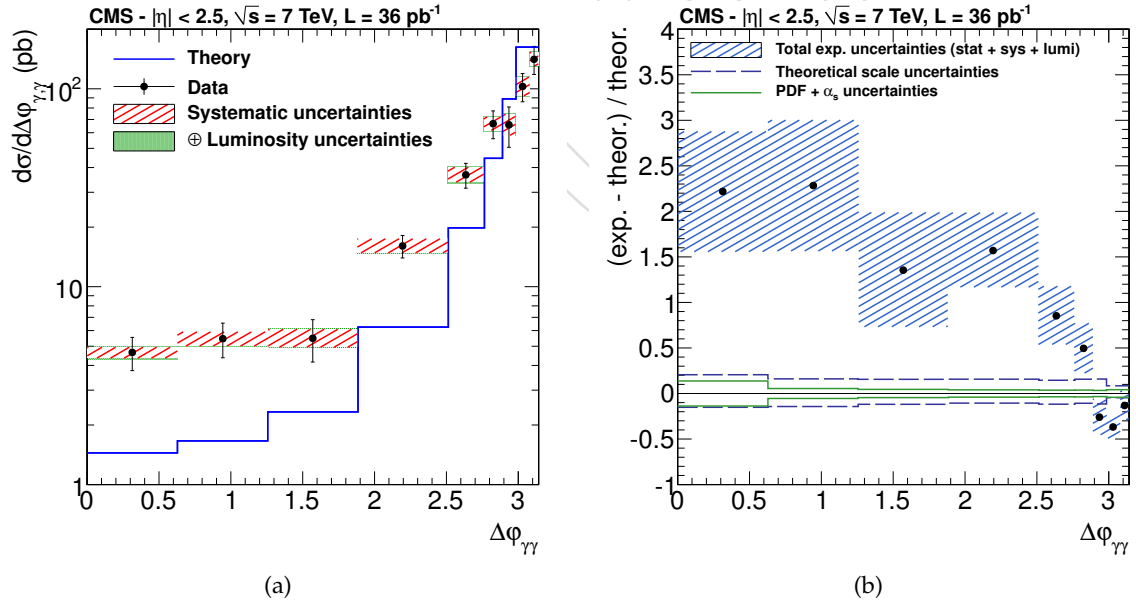 CMS - |η| < 2.5, √s = 7 TeV, L = 36 pb⁻¹
dσ/dΔφγ,γ (pb)
Theory
Data
Systematic uncertainties
⊕ Luminosity uncertainties
10²
10
1
0 0.5 1 1.5 2 2.5 3
Δφγγ
(a)
CMS - |η| < 2.5, √s = 7 TeV, L = 36 pb⁻¹
(exp. - theor.) / theor.
Total exp. uncertainties (stat + sys + lumi)
Theoretical scale uncertainties
PDF + αs uncertainties
4
3.5
3
2.5
2
1.5
1
0.5
0
-0.5
-1
0 0.5 1 1.5 2 2.5 3
Δφγγ
(b)